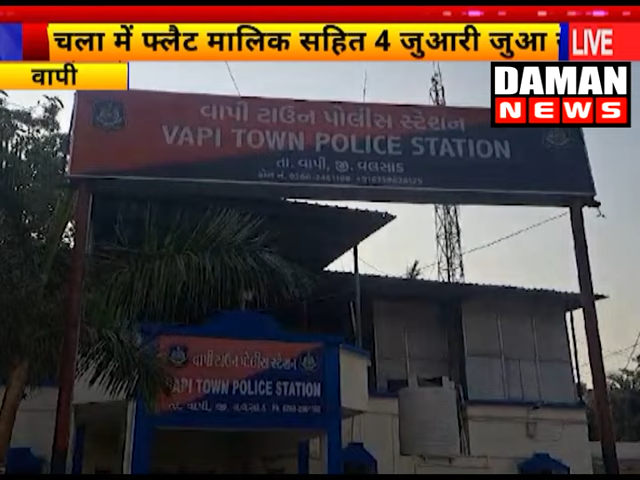 चला में फ्लैट मालिक सहित 4 जुआरी जुआ
LIVE
वापी
DAMAN
NEWS
વાપી ટાઉન પોલીસ સ્ટેશન
VAPI TOWN POLICE STATION
તા. વાપી, જી. વલસાડ
વાપી ટાઉન પોલીસ સ્ટેશન
VAPI TOWN POLICE STATION
તા. વાપી, જી. વલસાડ